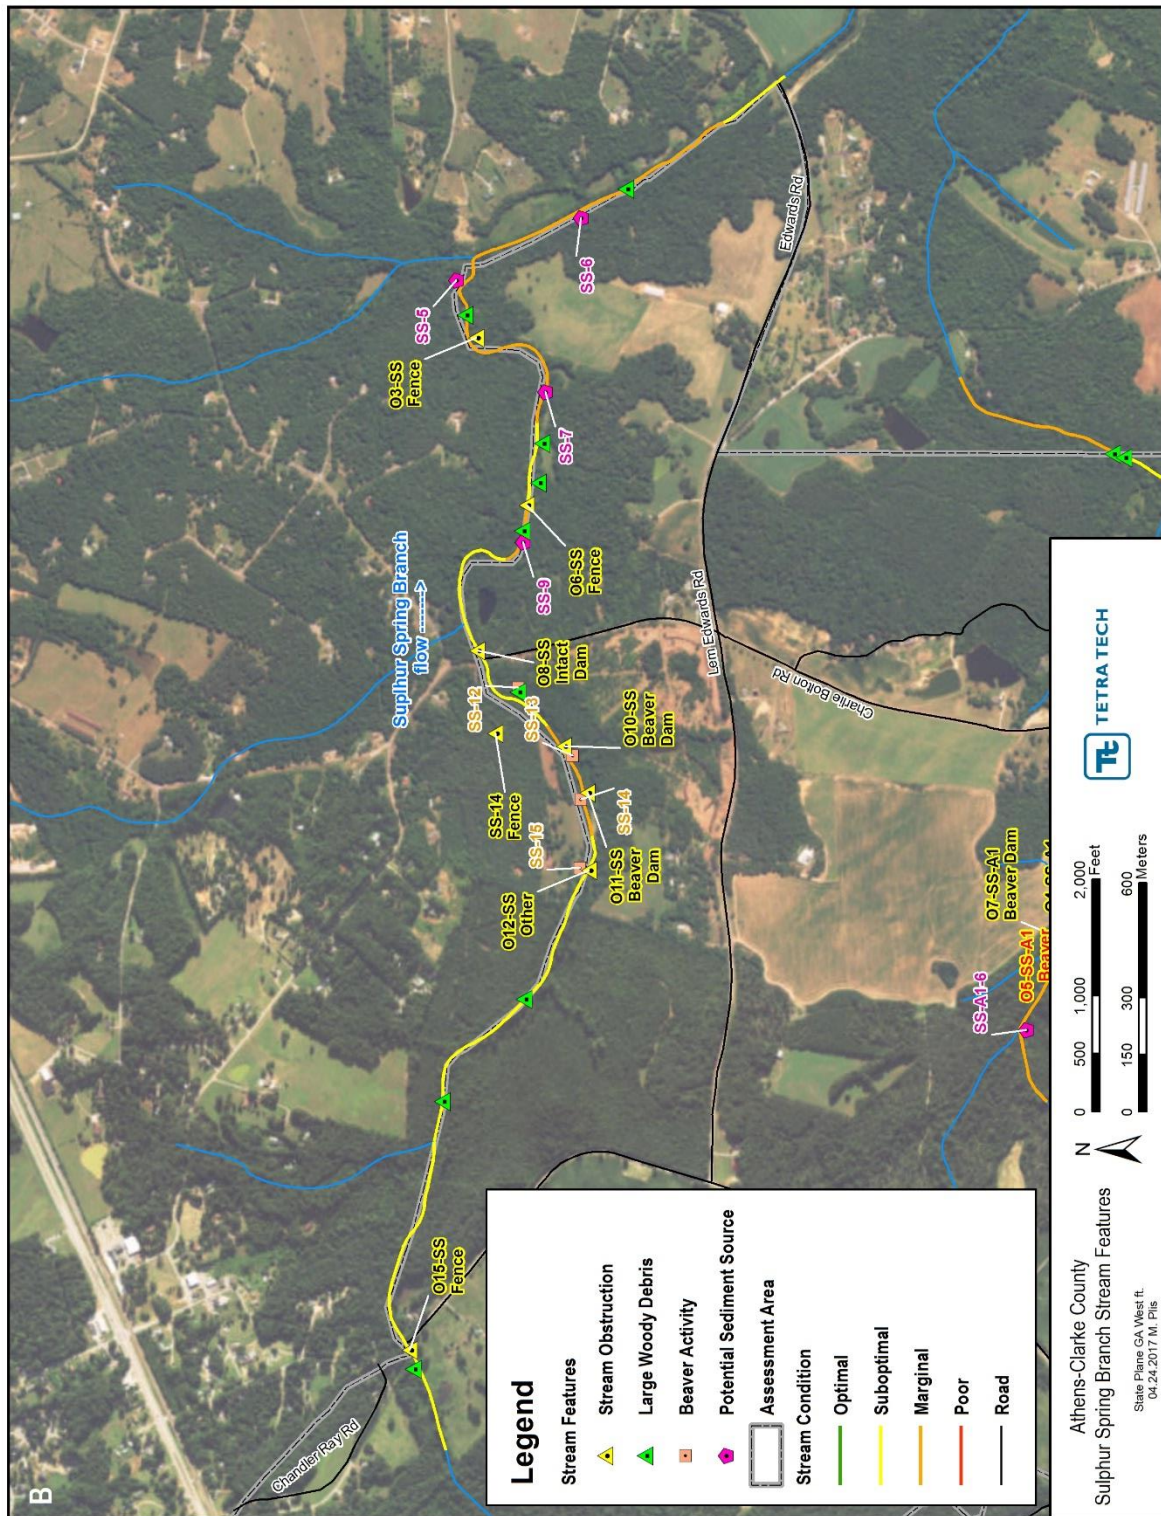 B
Chandler Ray Rd
O15-SS
Fence
O12-SS
Other
SS-15
O11-SS
Beaver
Dam
SS-14
SS-14
Fence
O10-SS
Beaver
Dam
SS-13
SS-12
O8-SS
Intact
Dam
Suplhur Spring Branch
flow ------>
SS-9
O6-SS
Fence
SS-7
O3-SS
Fence
SS-5
SS-6
Edwards Rd
Lem Edwards Rd
Charlie Bolton Rd
SS-A1-6
O5-SS-A1
Beaver
O7-SS-A1
Beaver Dam
Legend
Stream Features
Stream Obstruction
Large Woody Debris
Beaver Activity
Potential Sediment Source
Assessment Area
Stream Condition
Optimal
Suboptimal
Marginal
Poor
Road
Athens-Clarke County
Sulphur Spring Branch Stream Features
State Plane GA West ft.
04.24.2017 M. Plis
N
0 500 1,000 2,000
Feet
0 150 300 600
Meters
Tt TETRA TECH